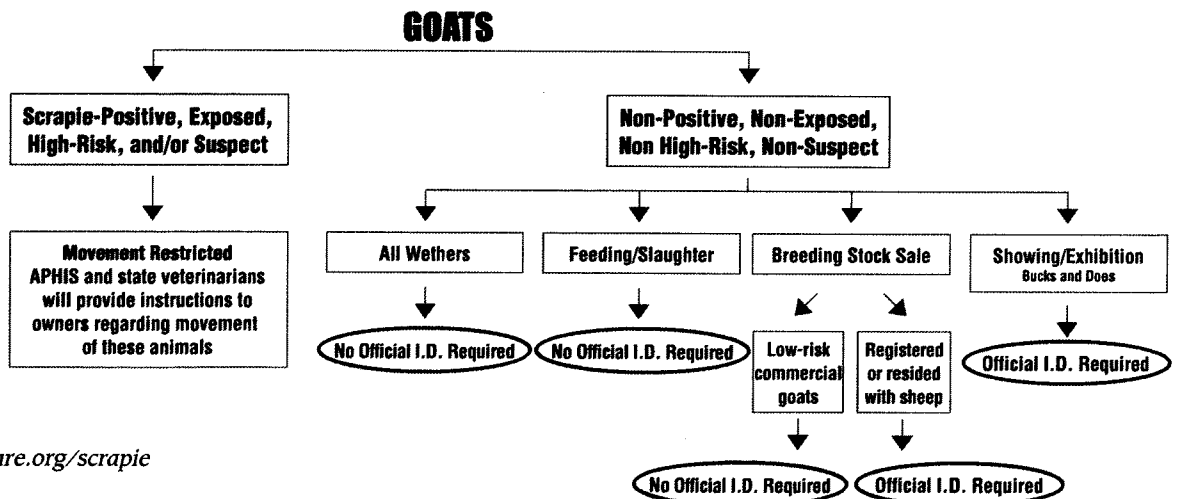 GOATS
Scrapie-Positive, Exposed,
High-Risk, and/or Suspect
Non-Positive, Non-Exposed,
Non High-Risk, Non-Suspect
Movement Restricted
APHIS and state veterinarians
will provide instructions to
owners regarding movement
of these animals
All Wethers
Feeding/Slaughter
Breeding Stock Sale
Showing/Exhibition
Bucks and Does
No Official I.D. Required
No Official I.D. Required
Low-risk
commercial
goats
Registered
or resided
with sheep
Official I.D. Required
No Official I.D. Required
Official I.D. Required
re.org/scrapie